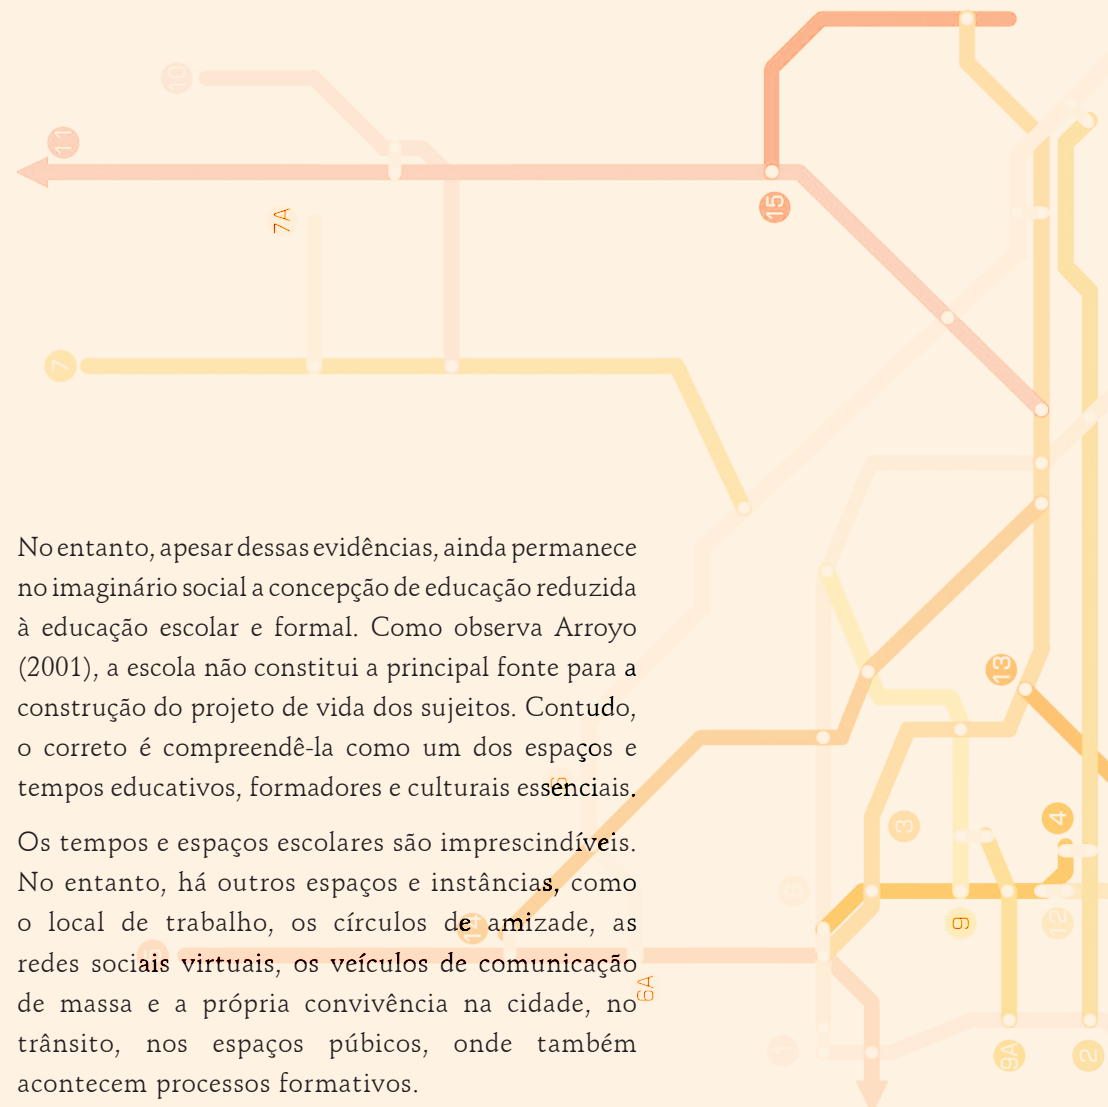 10
11
15
7A
7
No entanto, apesar dessas evidências, ainda permanece
no imaginário social a concepção de educação reduzida
à educação escolar e formal. Como observa Arroyo
(2001), a escola não constitui a principal fonte para a
construção do projeto de vida dos sujeitos. Contudo,
o correto é compreendê-la como um dos espaços e
tempos educativos, formadores e culturais essenciais.
Os tempos e espaços escolares são imprescindíveis.
No entanto, há outros espaços e instâncias, como
o local de trabalho, os círculos de amizade, as
redes sociais virtuais, os veículos de comunicação
de massa e a própria convivência na cidade, no
trânsito, nos espaços púbicos, onde também
acontecem processos formativos.
13
3
4
14
9
12
6A
9A
2